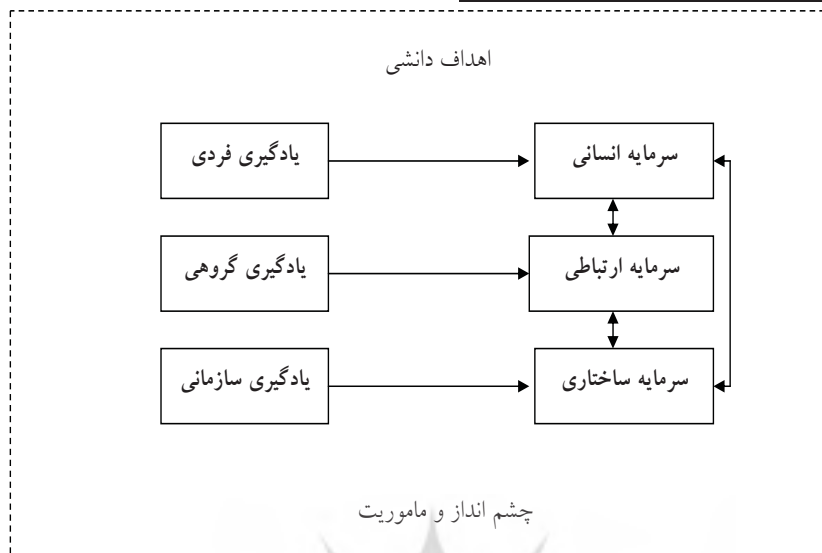 اهداف دانشی
سرمایه انسانی
یادگیری فردی
سرمایه ارتباطی
یادگیری گروهی
سرمایه ساختاری
یادگیری سازمانی
چشم انداز و ماموریت